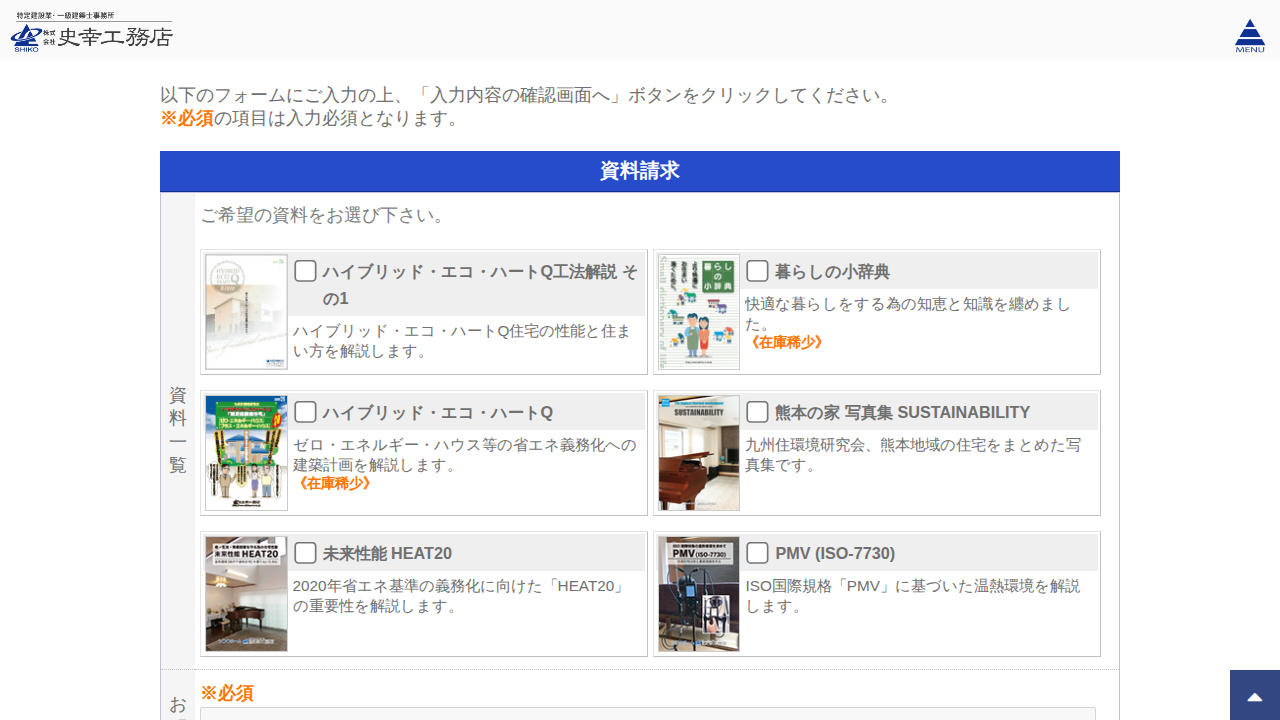 特定建設業・一級建築士事務所
株式会社 史幸工務店
SHIKO
MENU
以下のフォームにご入力の上、「入力内容の確認画面へ」ボタンをクリックしてください。
※必須の項目は入力必須となります。
資料請求
資料一覧
ご希望の資料をお選び下さい。
ハイブリッド・エコ・ハートQ工法解説 そ
の1
ハイブリッド・エコ・ハートQ住宅の性能と住ま
い方を解説します。
暮らしの小辞典
暮らしの小辞典
快適な暮らしをする為の知恵と知識を纏めまし
た。
《在庫稀少》
ハイブリッド・エコ・ハートQ
ゼロ・エネルギー・ハウス等の省エネ義務化への
建築計画を解説します。
《在庫稀少》
SUSTAINABILITY
熊本の家 写真集 SUSTAINABILITY
九州住環境研究会、熊本地域の住宅をまとめた写
真集です。
未来性能 HEAT20
未来性能 HEAT20
2020年省エネ基準の義務化に向けた「HEAT20」
の重要性を解説します。
PMV (ISO-7730)
PMV (ISO-7730)
ISO国際規格「PMV」に基づいた温熱環境を解説
します。
お
※必須